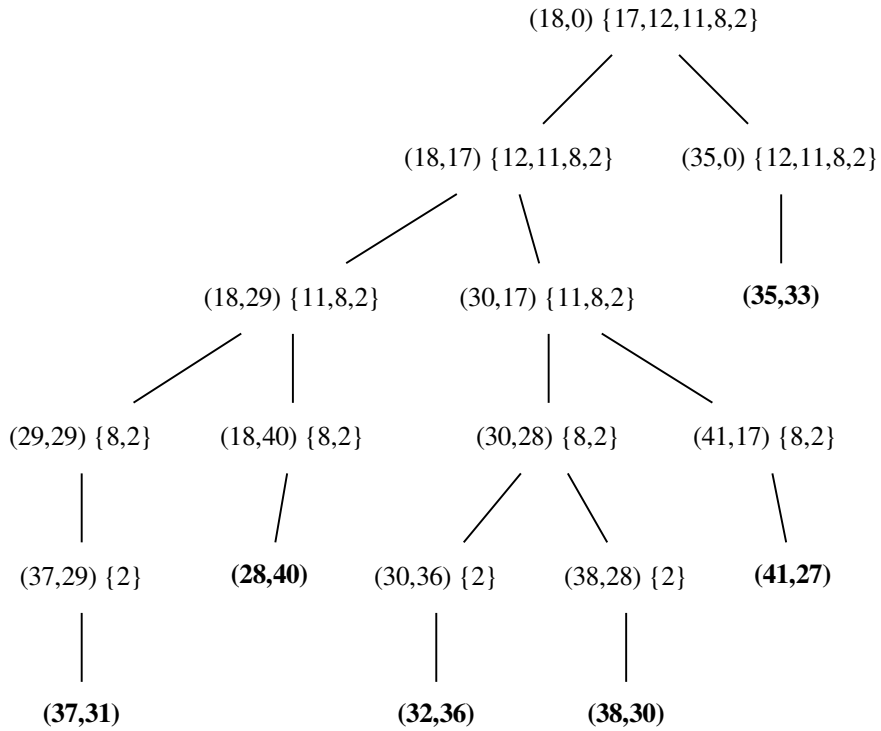 (18,0) {17,12,11,8,2}
(18,17) {12,11,8,2} (35,0) {12,11,8,2}
(18,29) {11,8,2} (30,17) {11,8,2} (35,33)
(29,29) {8,2} (18,40) {8,2} (30,28) {8,2} (41,17) {8,2}
(37,29) {2} (28,40) (30,36) {2} (38,28) {2} (41,27)
(37,31) (32,36) (38,30)